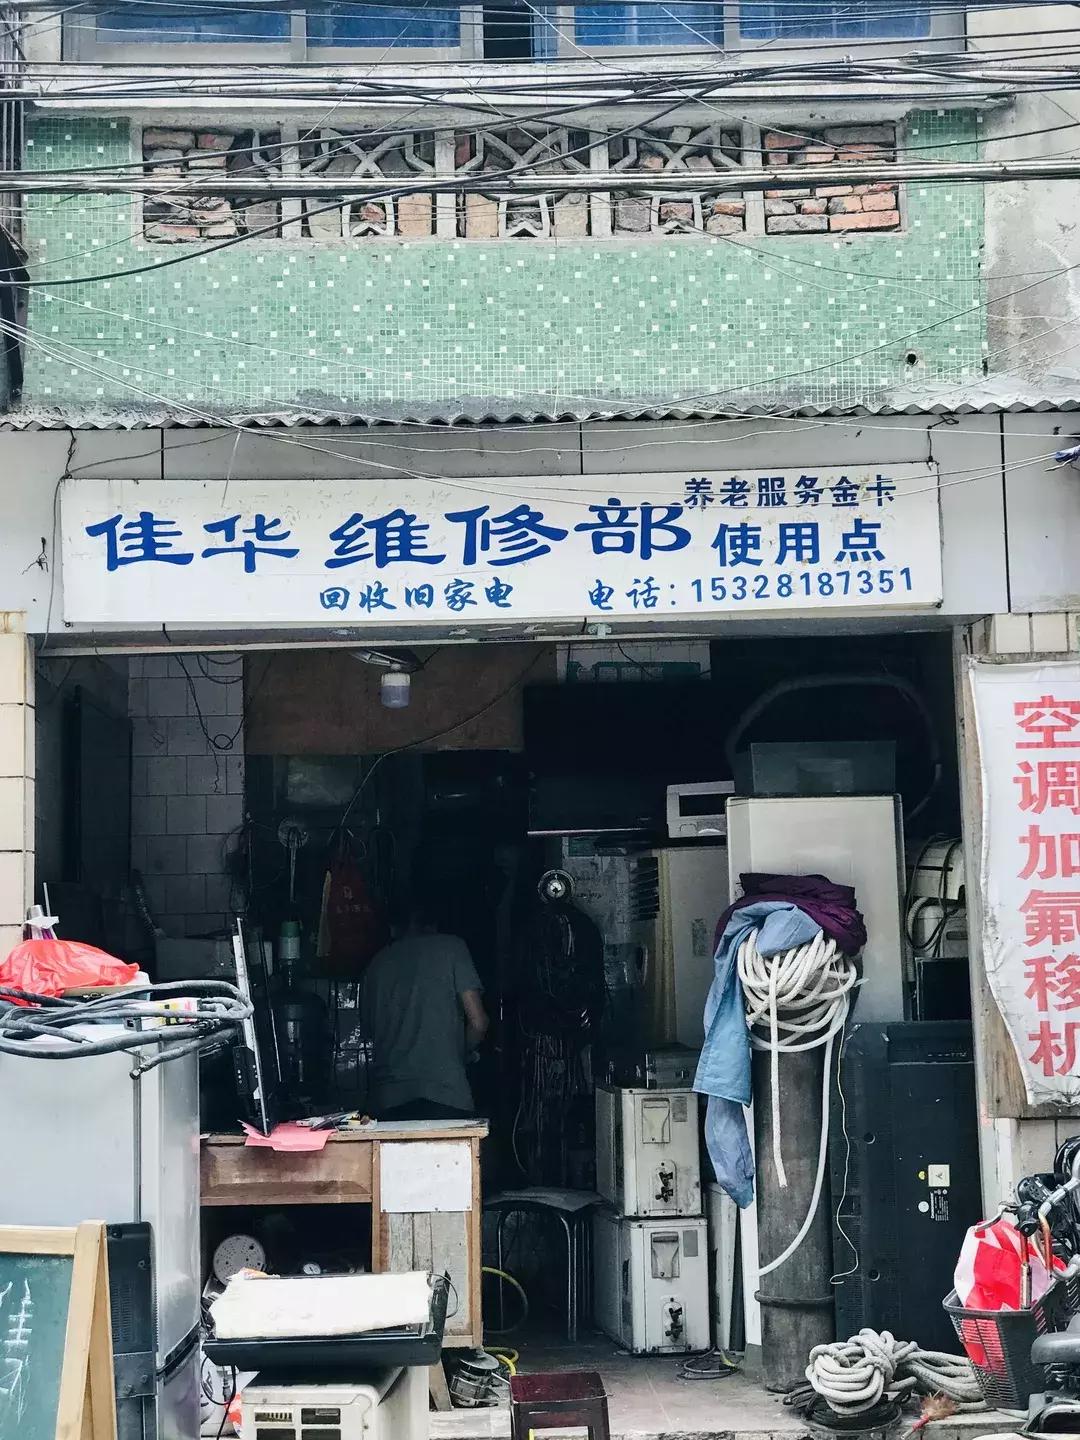 养老服务金卡
佳华 维修部 使用点
回收旧家电 电话:15328187351
空调加氟移机